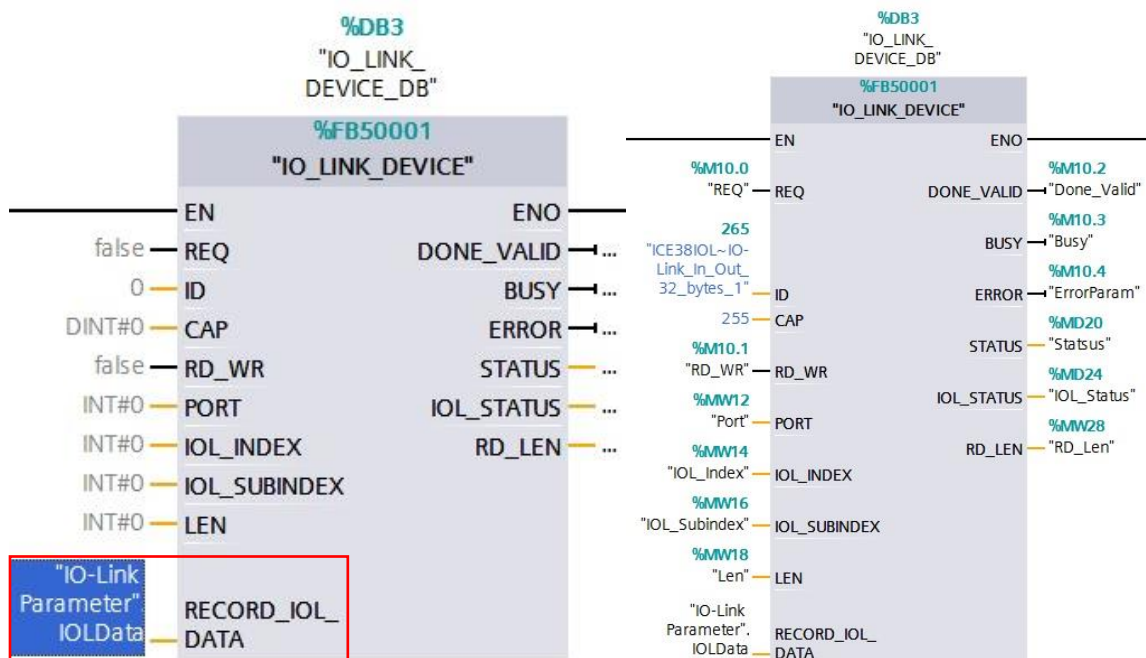 %DB3
"IO_LINK_
DEVICE_DB"
%FB50001
"IO_LINK_DEVICE"
EN ENO
false REQ DONE_VALID ...
0 ID BUSY ...
DINT#0 CAP ERROR ...
false RD_WR STATUS ...
INT#0 PORT IOL_STATUS ...
INT#0 IOL_INDEX RD_LEN ...
INT#0 IOL_SUBINDEX
INT#0 LEN
"IO-Link
Parameter".
IOLData
RECORD_IOL_
DATA
%DB3
"IO_LINK_
DEVICE_DB"
%FB50001
"IO_LINK_DEVICE"
EN ENO
%M10.0
"REQ" REQ
DONE_VALID
%M10.2
"Done_Valid"
265
"ICE38IOL~IO-
Link_In_Out_
32_bytes_1" ID
BUSY
%M10.3
"Busy"
ERROR
%M10.4
"ErrorParam"
255 CAP
STATUS
%MD20
"Statsus"
%M10.1
"RD_WR" RD_WR
IOL_STATUS
%MD24
"IOL_Status"
%MW12
"Port" PORT
RD_LEN
%MW28
"RD_Len"
%MW14
"IOL_Index" IOL_INDEX
%MW16
"IOL_Subindex" IOL_SUBINDEX
%MW18
"Len" LEN
"IO-Link
Parameter".
IOLData
RECORD_IOL_
DATA